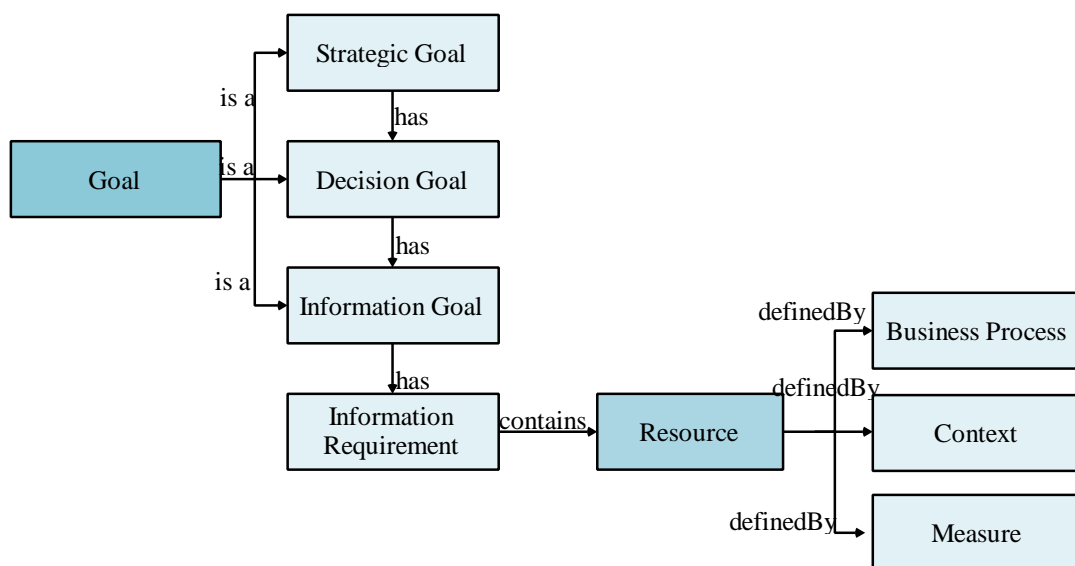 Strategic Goal
is a
has
Goal
is a
Decision Goal
has
is a
Information Goal
definedBy
Business Process
has
definedBy
Information
Requirement
contains
Resource
Context
definedBy
Measure